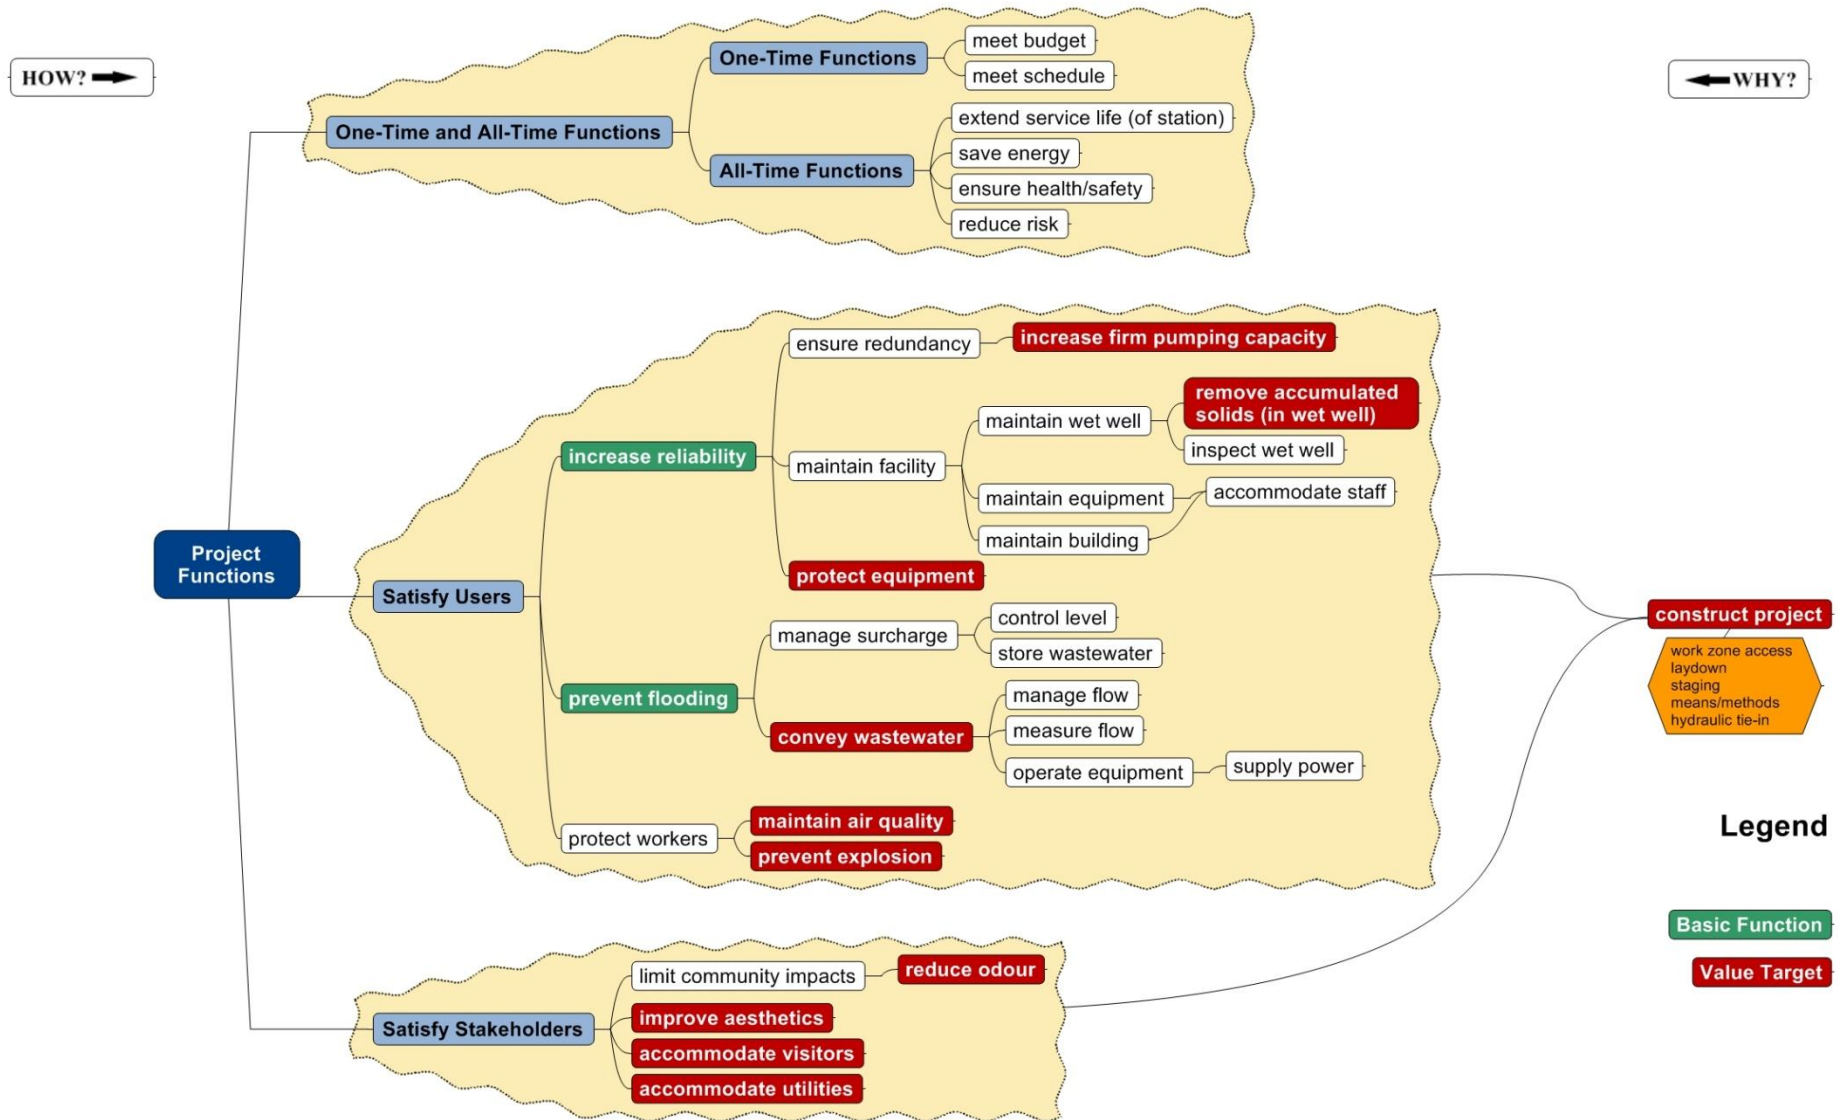 HOW?
WHY?
One-Time and All-Time Functions
One-Time Functions
meet budget
meet schedule
All-Time Functions
extend service life (of station)
save energy
ensure health/safety
reduce risk
Project
Functions
Satisfy Users
increase reliability
ensure redundancy
increase firm pumping capacity
maintain facility
maintain wet well
remove accumulated
solids (in wet well)
inspect wet well
maintain equipment
accommodate staff
maintain building
protect equipment
prevent flooding
manage surcharge
control level
store wastewater
convey wastewater
manage flow
measure flow
operate equipment
supply power
protect workers
maintain air quality
prevent explosion
Satisfy Stakeholders
limit community impacts
reduce odour
improve aesthetics
accommodate visitors
accommodate utilities
construct project
work zone access
laydown
staging
means/methods
hydraulic tie-in
Legend
Basic Function
Value Target